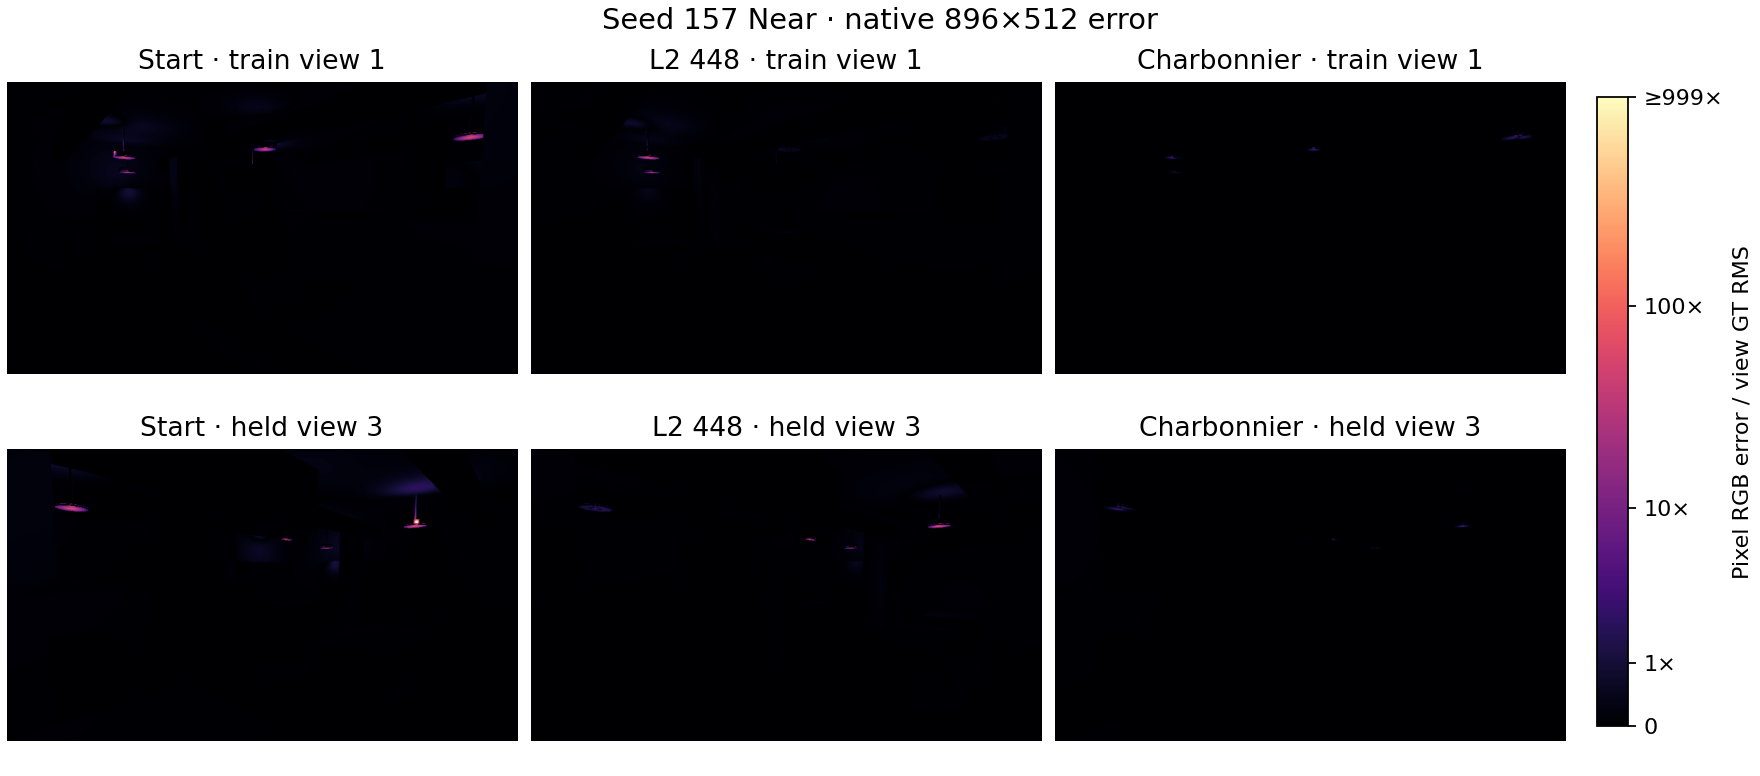 Seed 157 Near · native 896×512 error
Start · train view 1
L2 448 · train view 1
Charbonnier · train view 1
≥999×
100×
10×
1×
0
Pixel RGB error / view GT RMS
Start · held view 3
L2 448 · held view 3
Charbonnier · held view 3